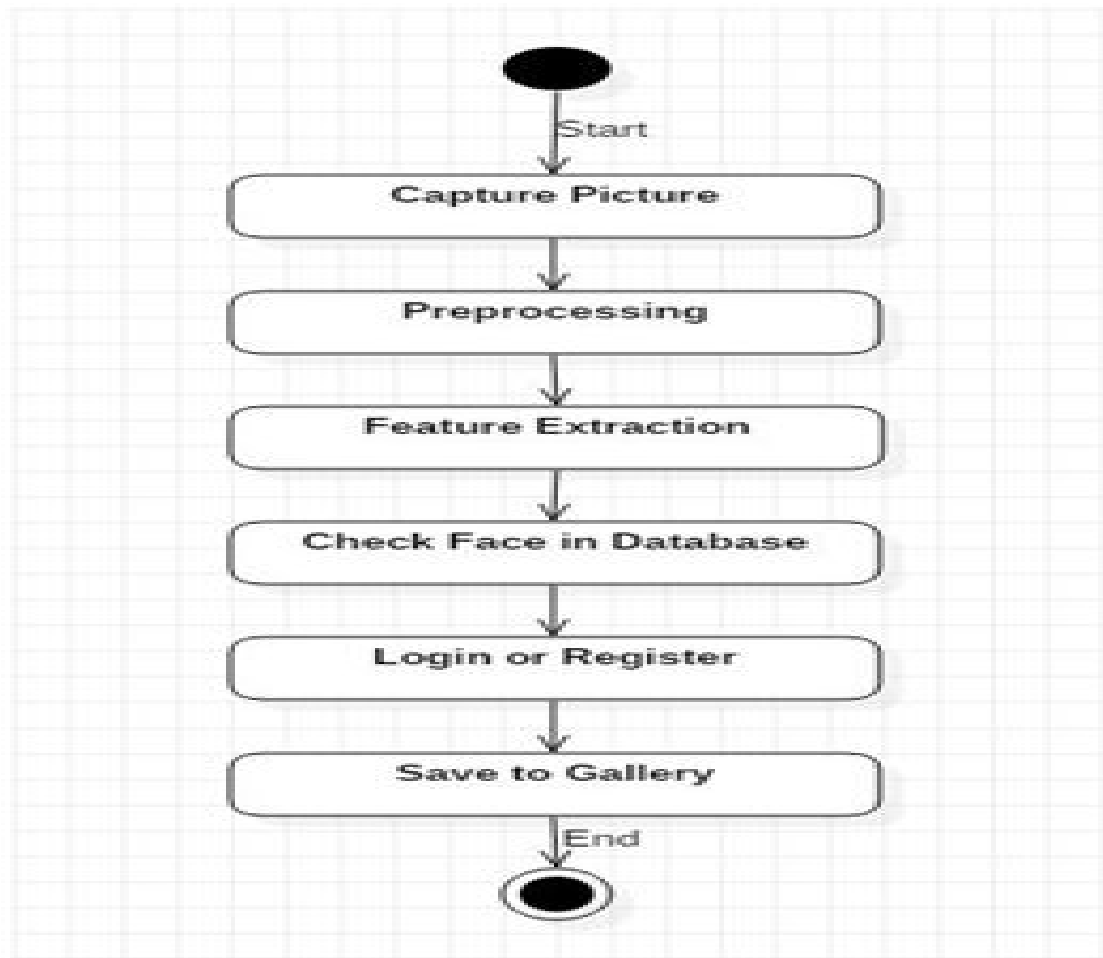 Start
Capture Picture
Preprocessing
Feature Extraction
Check Face in Database
Login or Register
Save to Gallery
End